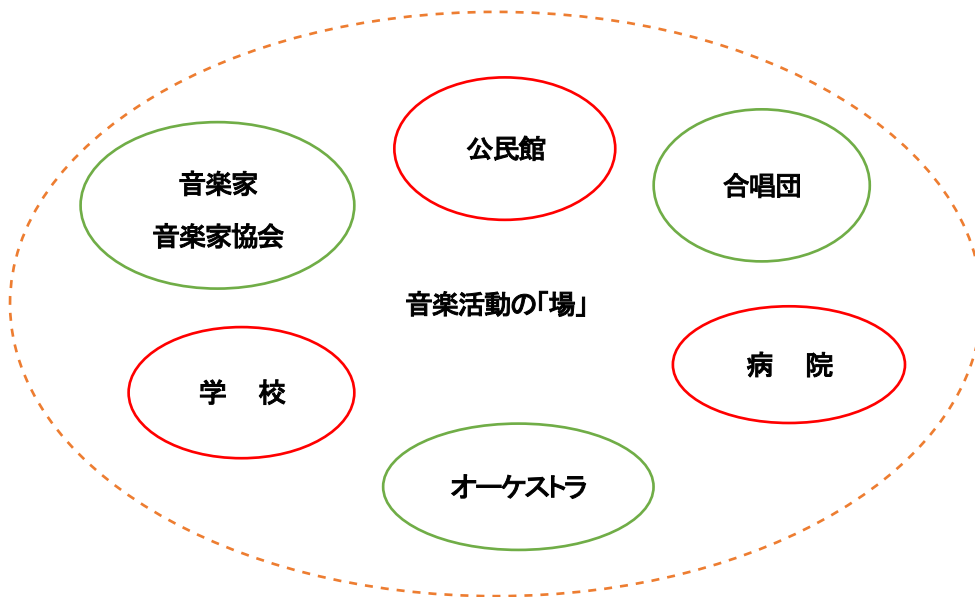 公民館
音楽家
音楽家協会
合唱団
音楽活動の「場」
病　院
学　校
オーケストラ